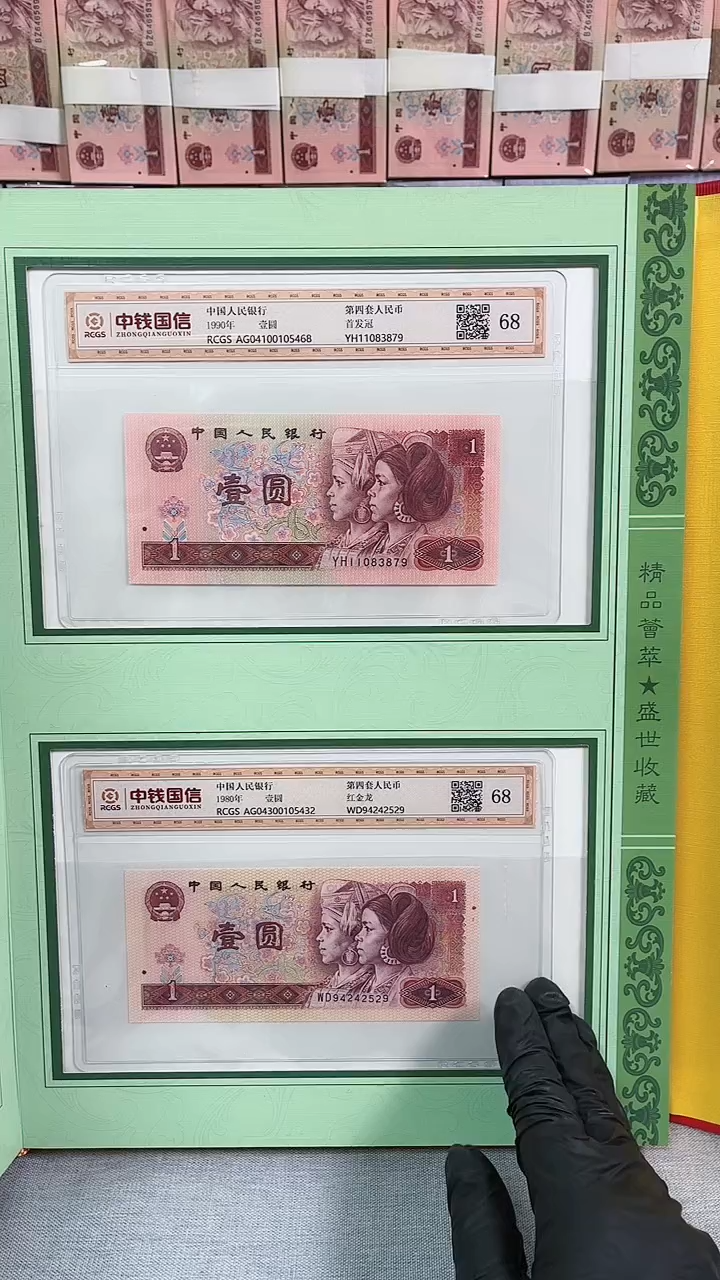 RCGS
中钱国信
ZHONGQIANGUOXIN
中国人民银行
1990年 壹圆
RCGS AG04100105468
第四套人民币
首发冠
YH11083879
68
中国人民银行
1
壹圆
1
YH11083879
1
RCGS
中钱国信
ZHONGQIANGUOXIN
中国人民银行
1980年 壹圆
RCGS AG04300105432
第四套人民币
红金龙
WD94242529
68
中国人民银行
1
壹圆
1
WD94242529
1
精品薈萃★盛世收藏